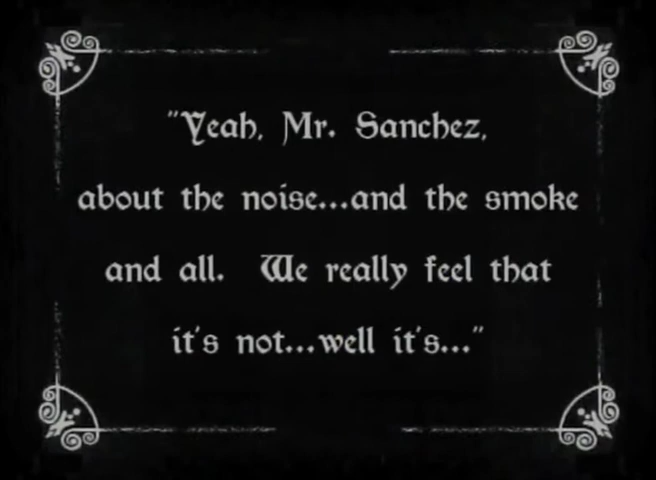 "Yeah, Mr. Sanchez,
about the noise...and the smoke
and all. We really feel that
it's not...well it's..."